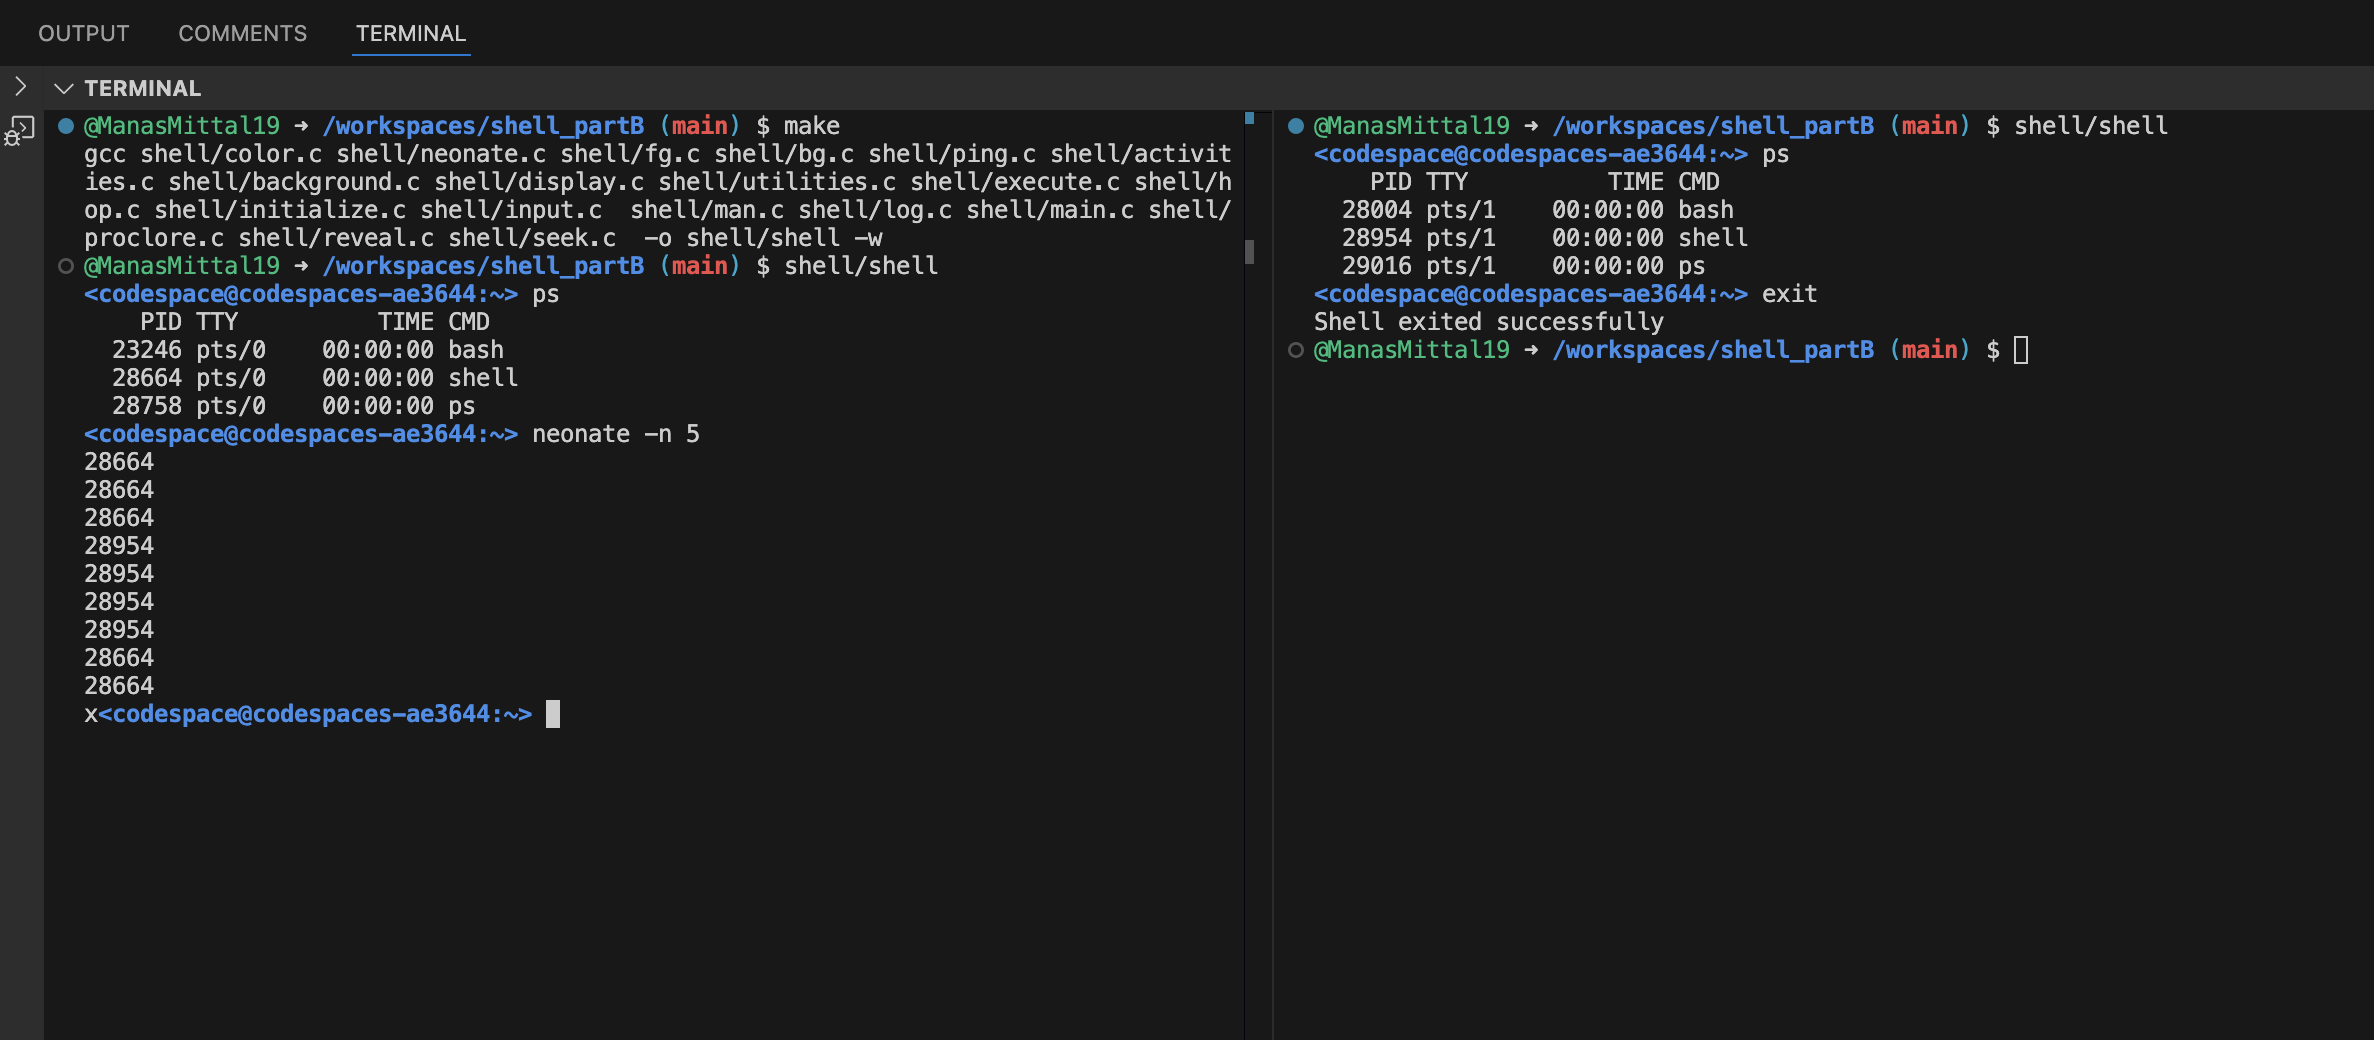 OUTPUT COMMENTS TERMINAL
TERMINAL
@ManasMittal19 ➜ /workspaces/shell_partB (main) $ make
gcc shell/color.c shell/neonate.c shell/fg.c shell/bg.c shell/ping.c shell/activit
ies.c shell/background.c shell/display.c shell/utilities.c shell/execute.c shell/h
op.c shell/initialize.c shell/input.c  shell/man.c shell/log.c shell/main.c shell/
proclore.c shell/reveal.c shell/seek.c  -o shell/shell -w
@ManasMittal19 ➜ /workspaces/shell_partB (main) $ shell/shell
<codespace@codespaces-ae3644:~> ps
    PID TTY          TIME CMD
  23246 pts/0    00:00:00 bash
  28664 pts/0    00:00:00 shell
  28758 pts/0    00:00:00 ps
<codespace@codespaces-ae3644:~> neonate -n 5
28664
28664
28664
28954
28954
28954
28954
28664
28664
x<codespace@codespaces-ae3644:~>
@ManasMittal19 ➜ /workspaces/shell_partB (main) $ shell/shell
<codespace@codespaces-ae3644:~> ps
    PID TTY          TIME CMD
  28004 pts/1    00:00:00 bash
  28954 pts/1    00:00:00 shell
  29016 pts/1    00:00:00 ps
<codespace@codespaces-ae3644:~> exit
Shell exited successfully
@ManasMittal19 ➜ /workspaces/shell_partB (main) $